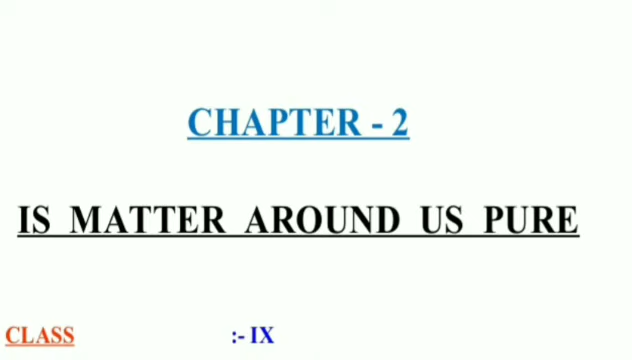 CHAPTER - 2
IS MATTER AROUND US PURE
CLASS :- IX